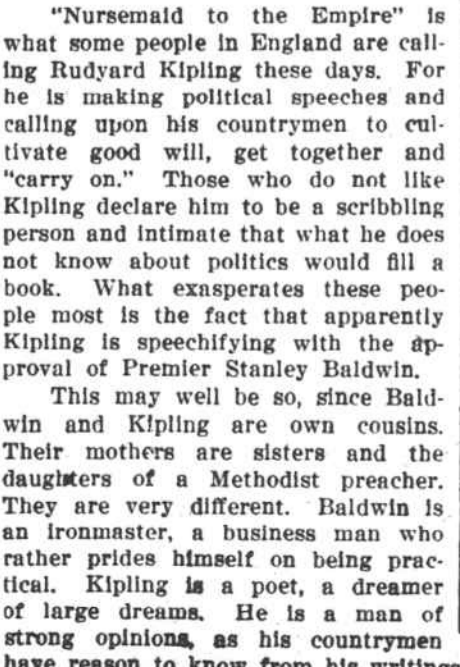 "Nursemaid to the Empire" is
what some people in England are call-
ing Rudyard Kipling these days. For
he is making political speeches and
calling upon his countrymen to cul-
tivate good will, get together and
"carry on." Those who do not like
Kipling declare him to be a scribbling
person and intimate that what he does
not know about politics would fill a
book. What exasperates these peo-
ple most is the fact that apparently
Kipling is speechifying with the ap-
proval of Premier Stanley Baldwin.
This may well be so, since Bald-
win and Kipling are own cousins.
Their mothers are sisters and the
daughters of a Methodist preacher.
They are very different. Baldwin is
an ironmaster, a business man who
rather prides himself on being prac-
tical. Kipling is a poet, a dreamer
of large dreams. He is a man of
strong opinions, as his countrymen
have reason to know from his writings